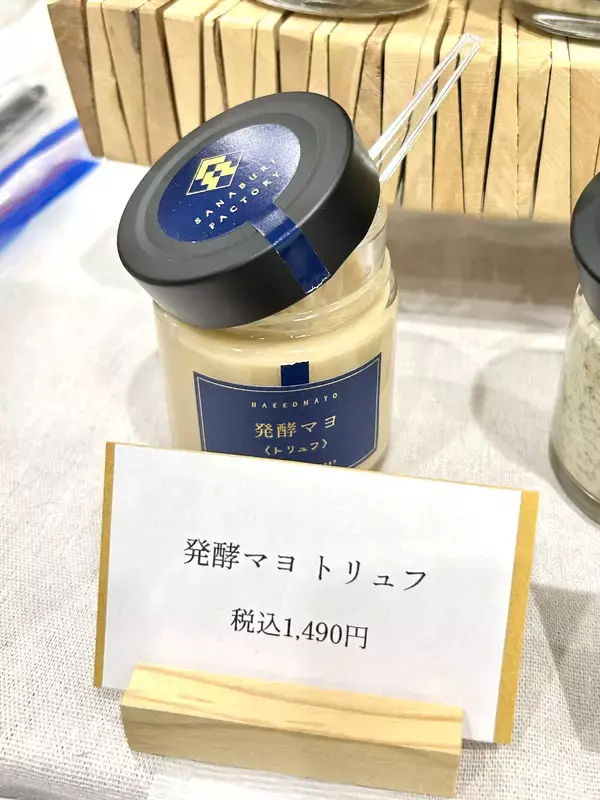 SANABURI
FACTORY
HAKKOMAYO
発酵マヨ
〈トリュフ〉
発酵マヨ トリュフ
税込1,490円